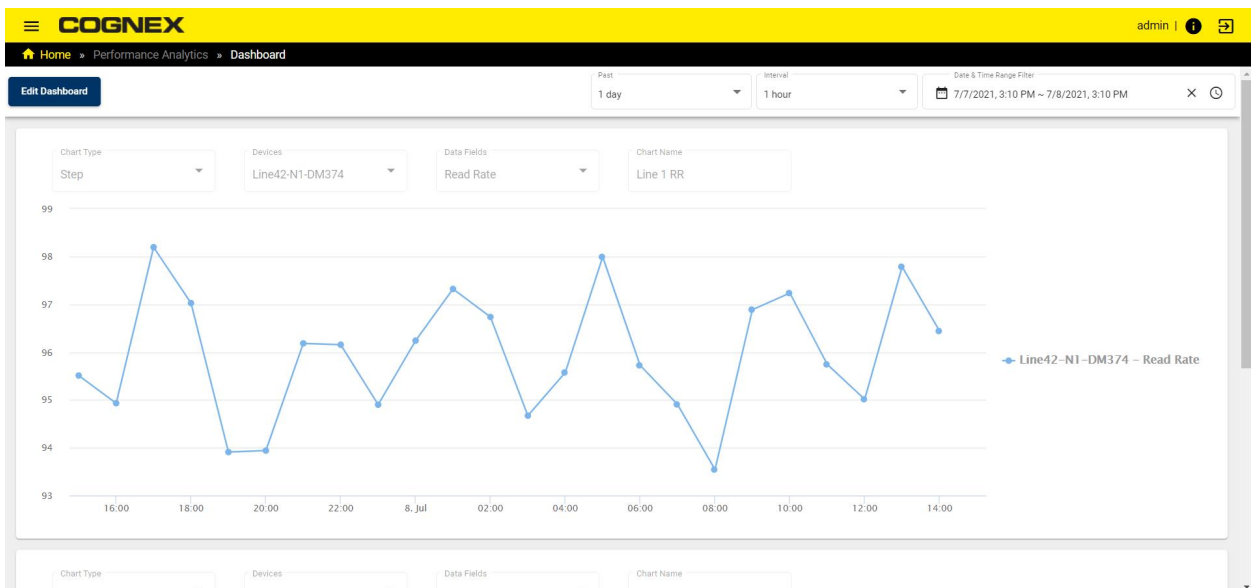 COGNEX
admin |
Home » Performance Analytics » Dashboard
Edit Dashboard
Past
1 day
Interval
1 hour
Date & Time Range Filter
7/7/2021, 3:10 PM ~ 7/8/2021, 3:10 PM
Chart Type
Step
Devices
Line42-N1-DM374
Data Fields
Read Rate
Chart Name
Line 1 RR
99
98
97
96
95
94
93
16:00 18:00 20:00 22:00 8. Jul 02:00 04:00 06:00 08:00 10:00 12:00 14:00
Line42-N1-DM374 - Read Rate
Chart Type
Devices
Data Fields
Chart Name